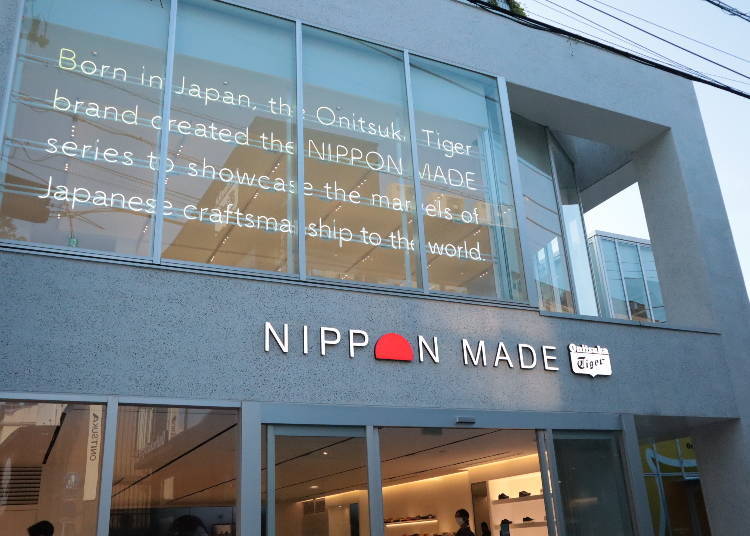 Born in Japan, the Onitsuka Tiger
brand created the NIPPON MADE
series to showcase the marvels of
Japanese craftsmanship to the world.
NIPPON MADE
Onitsuka
Tiger